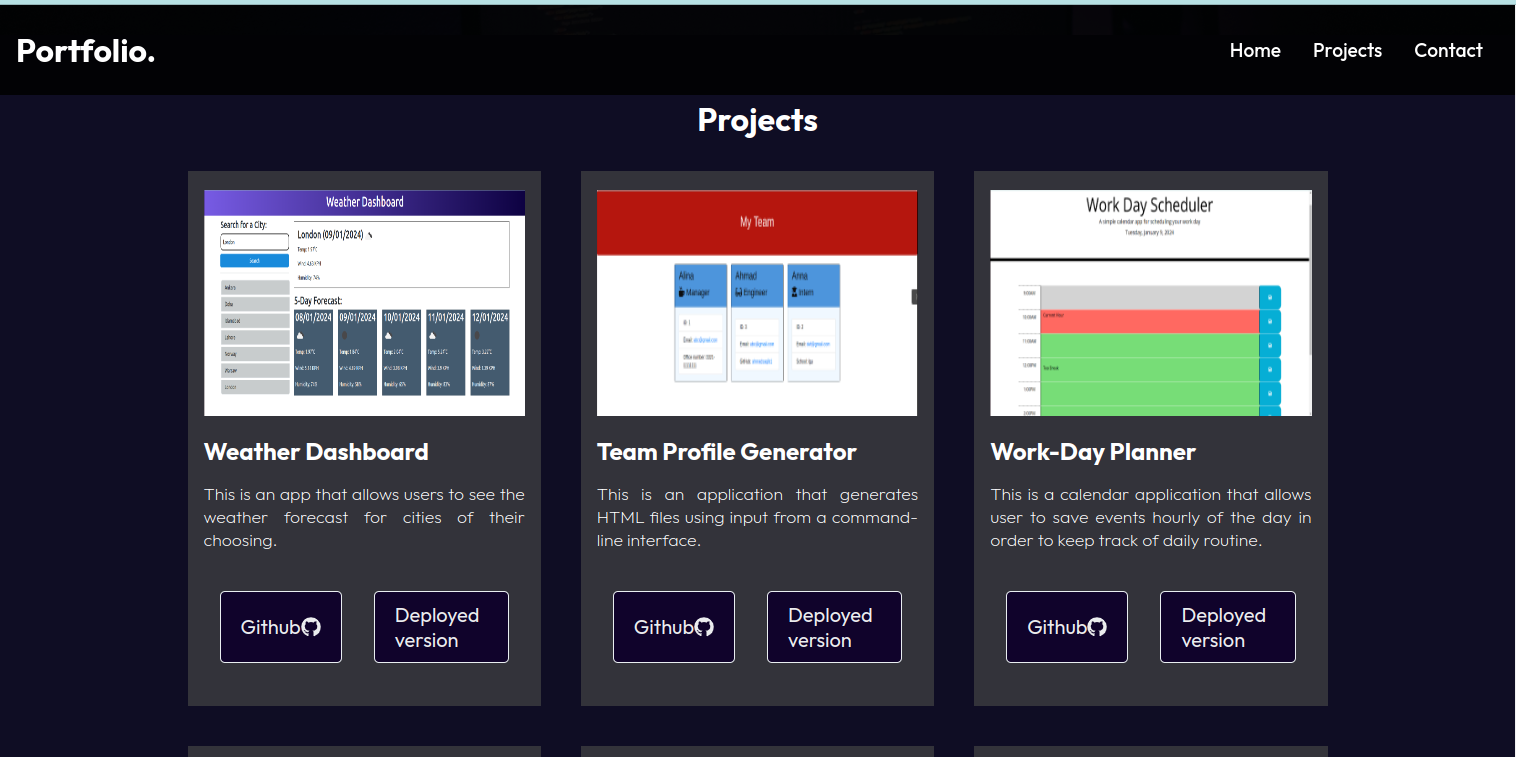 Portfolio.
Home Projects Contact
Projects
Weather Dashboard
Search for a City:
London
Search
London (09/01/2024)
5-Day Forecast:
08/01/2024 09/01/2024 10/01/2024 11/01/2024 12/01/2024
London
My Team
Alina
Manager
Ahmad
Engineer
Anna
Intern
Work Day Scheduler
A simple calendar app for scheduling your work day
Tuesday, January 9, 2024
Weather Dashboard
This is an app that allows users to see the
weather forecast for cities of their
choosing.
Github
Deployed
version
Team Profile Generator
This is an application that generates
HTML files using input from a command-
line interface.
Github
Deployed
version
Work-Day Planner
This is a calendar application that allows
user to save events hourly of the day in
order to keep track of daily routine.
Github
Deployed
version